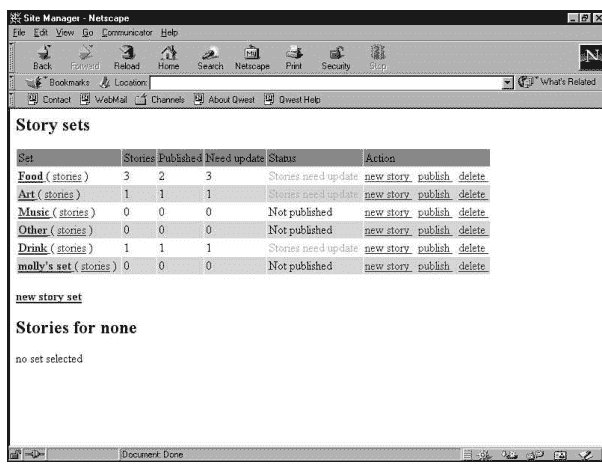 Site Manager - Netscape
File Edit View Go Communicator Help
Back Forward Reload Home Search Netscape Print Security Stop
Bookmarks Location: What's Related
Contact WebMail Channels About Qwest Qwest Help
Story sets
Set Stories Published Need update Status Action
Food ( stories ) 3 2 3 Stories need update new story publish delete
Art ( stories ) 1 1 1 Stories need update new story publish delete
Music ( stories ) 0 0 0 Not published new story publish delete
Other ( stories ) 0 0 0 Not published new story publish delete
Drink ( stories ) 1 1 1 Stories need update new story publish delete
molly's set ( stories ) 0 0 0 Not published new story publish delete
new story set
Stories for none
no set selected
Document: Done